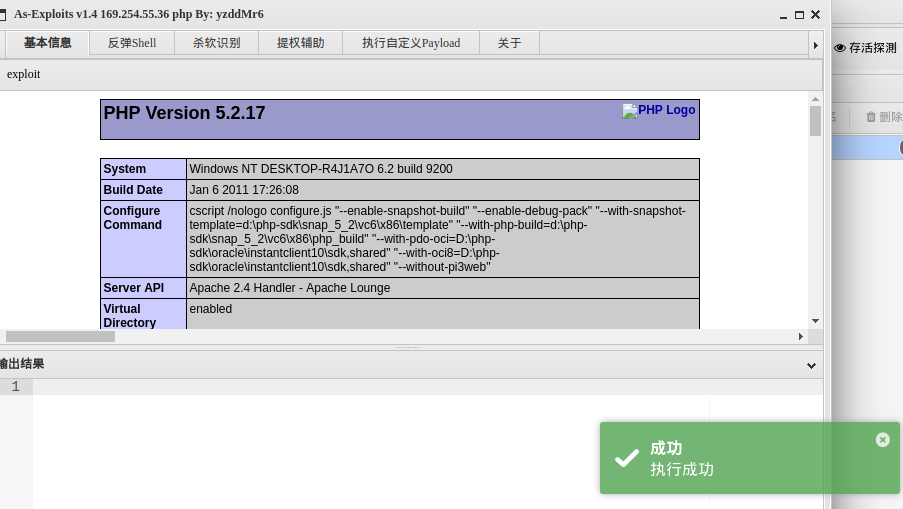 As-Exploits v1.4 169.254.55.36 php By: yzddMr6
基本信息 反弹Shell 杀软识别 提权辅助 执行自定义Payload 关于
存活探测
exploit
删除
PHP Version 5.2.17
PHP Logo
System Windows NT DESKTOP-R4J1A7O 6.2 build 9200
Build Date Jan 6 2011 17:26:08
Configure Command cscript /nologo configure.js "--enable-snapshot-build" "--enable-debug-pack" "--with-snapshot-
template=d:\php-sdk\snap_5_2\vc6\x86\template" "--with-php-build=d:\php-
sdk\snap_5_2\vc6\x86\php_build" "--with-pdo-oci=D:\php-
sdk\oracle\instantclient10\sdk,shared" "--with-oci8=D:\php-
sdk\oracle\instantclient10\sdk,shared" "--without-pi3web"
Server API Apache 2.4 Handler - Apache Lounge
Virtual enabled
Directory
输出结果
1
成功
执行成功